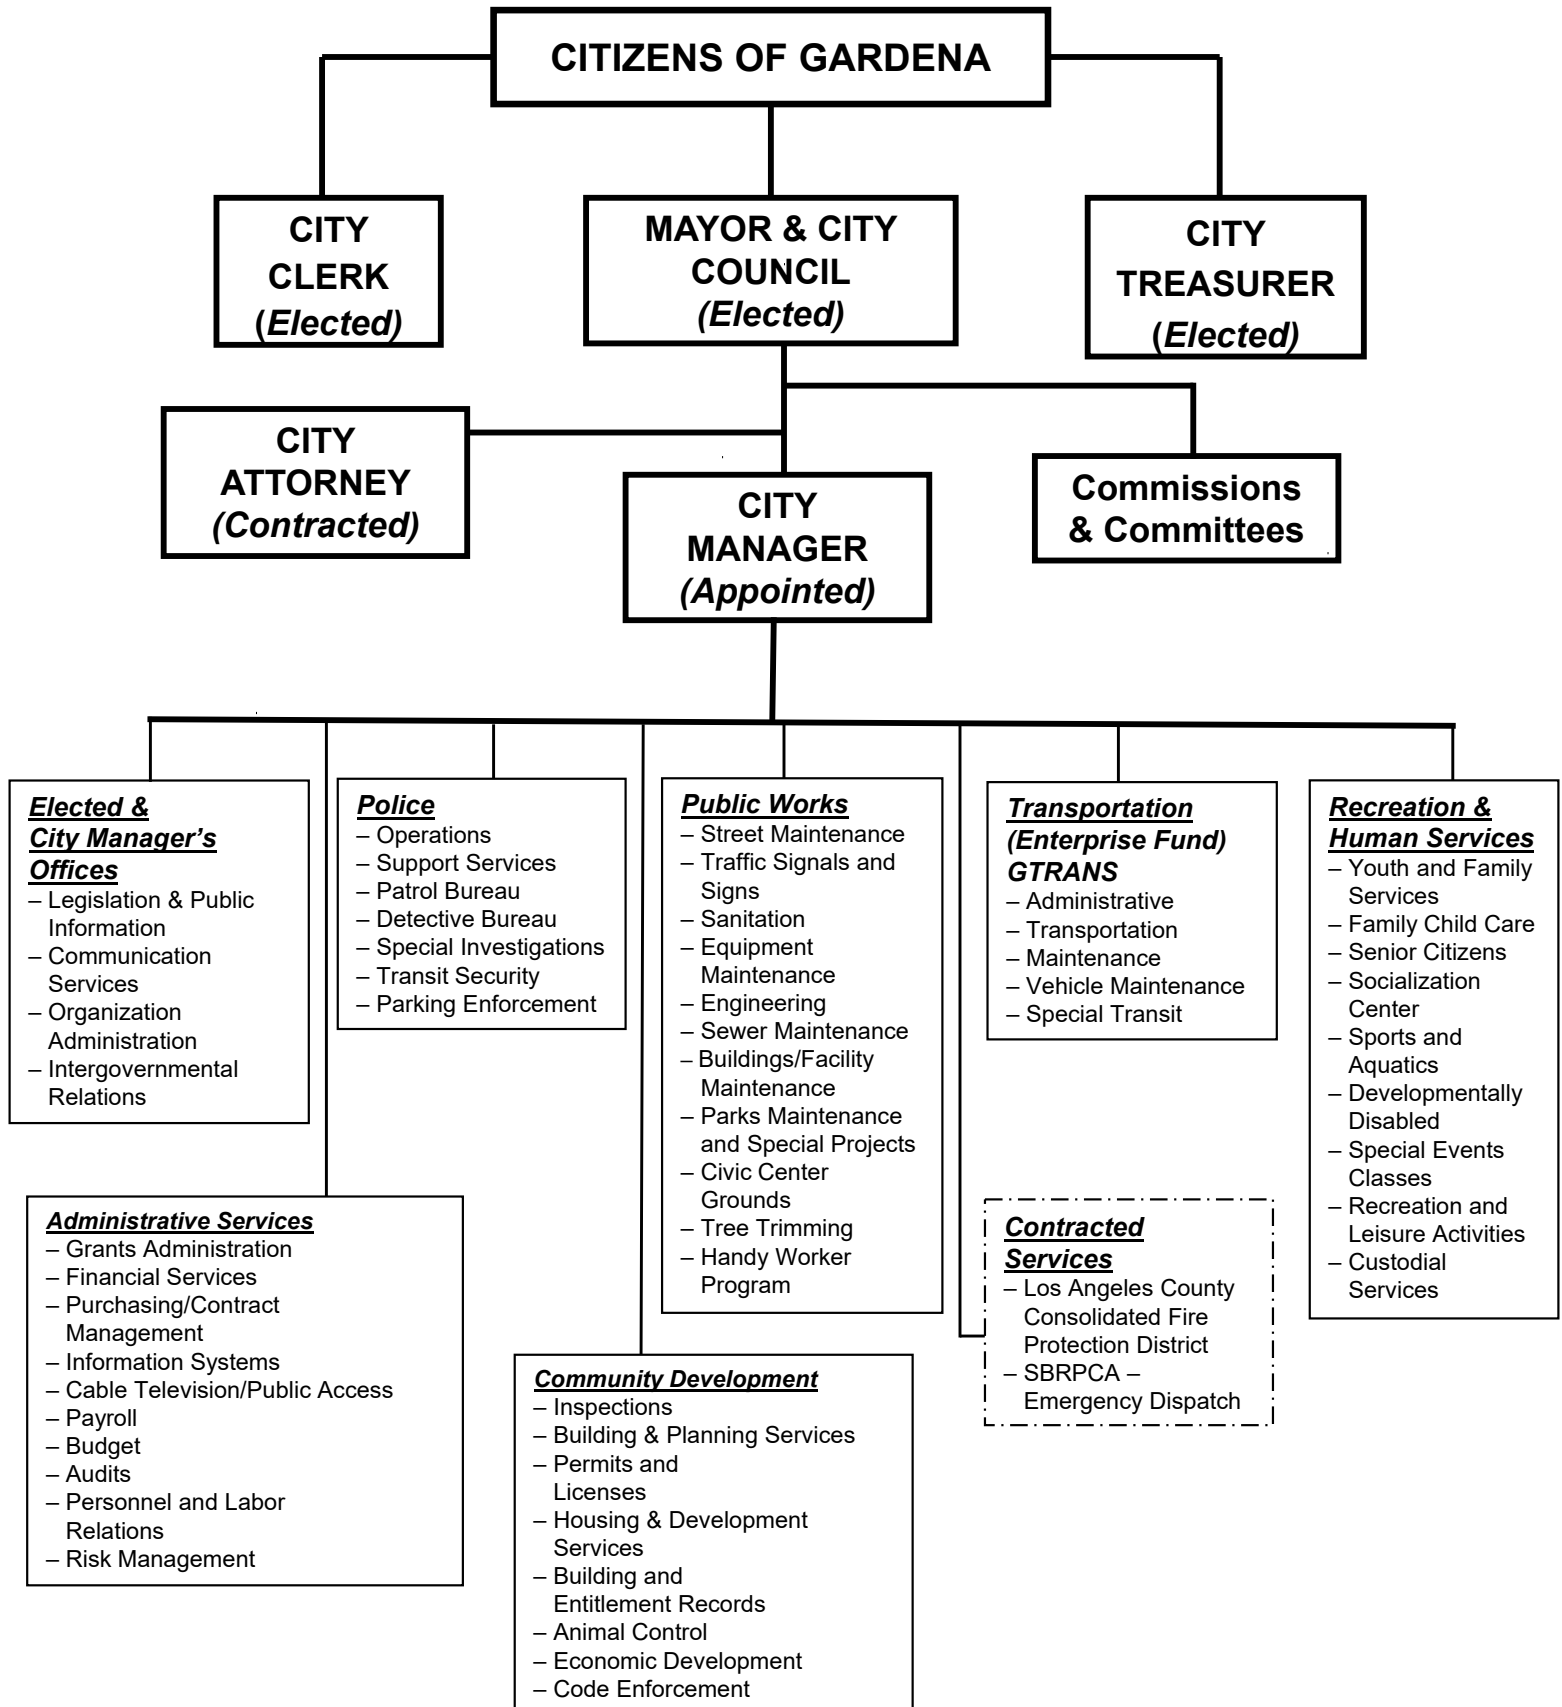 CITIZENS OF GARDENA
CITY
CLERK
(Elected)
MAYOR & CITY
COUNCIL
(Elected)
CITY
TREASURER
(Elected)
CITY
ATTORNEY
(Contracted)
CITY
MANAGER
(Appointed)
Commissions
& Committees
Elected &
City Manager’s
Offices
– Legislation & Public
Information
– Communication
Services
– Organization
Administration
– Intergovernmental
Relations
Police
– Operations
– Support Services
– Patrol Bureau
– Detective Bureau
– Special Investigations
– Transit Security
– Parking Enforcement
Public Works
– Street Maintenance
– Traffic Signals and
Signs
– Sanitation
– Equipment
Maintenance
– Engineering
– Sewer Maintenance
– Buildings/Facility
Maintenance
– Parks Maintenance
and Special Projects
– Civic Center
Grounds
– Tree Trimming
– Handy Worker
Program
Transportation
(Enterprise Fund)
GTRANS
– Administrative
– Transportation
– Maintenance
– Vehicle Maintenance
– Special Transit
Recreation &
Human Services
– Youth and Family
Services
– Family Child Care
– Senior Citizens
– Socialization
Center
– Sports and
Aquatics
– Developmentally
Disabled
– Special Events
Classes
– Recreation and
Leisure Activities
– Custodial
Services
Administrative Services
– Grants Administration
– Financial Services
– Purchasing/Contract
Management
– Information Systems
– Cable Television/Public Access
– Payroll
– Budget
– Audits
– Personnel and Labor
Relations
– Risk Management
Community Development
– Inspections
– Building & Planning Services
– Permits and
Licenses
– Housing & Development
Services
– Building and
Entitlement Records
– Animal Control
– Economic Development
– Code Enforcement
Contracted
Services
– Los Angeles County
Consolidated Fire
Protection District
– SBRPCA –
Emergency Dispatch